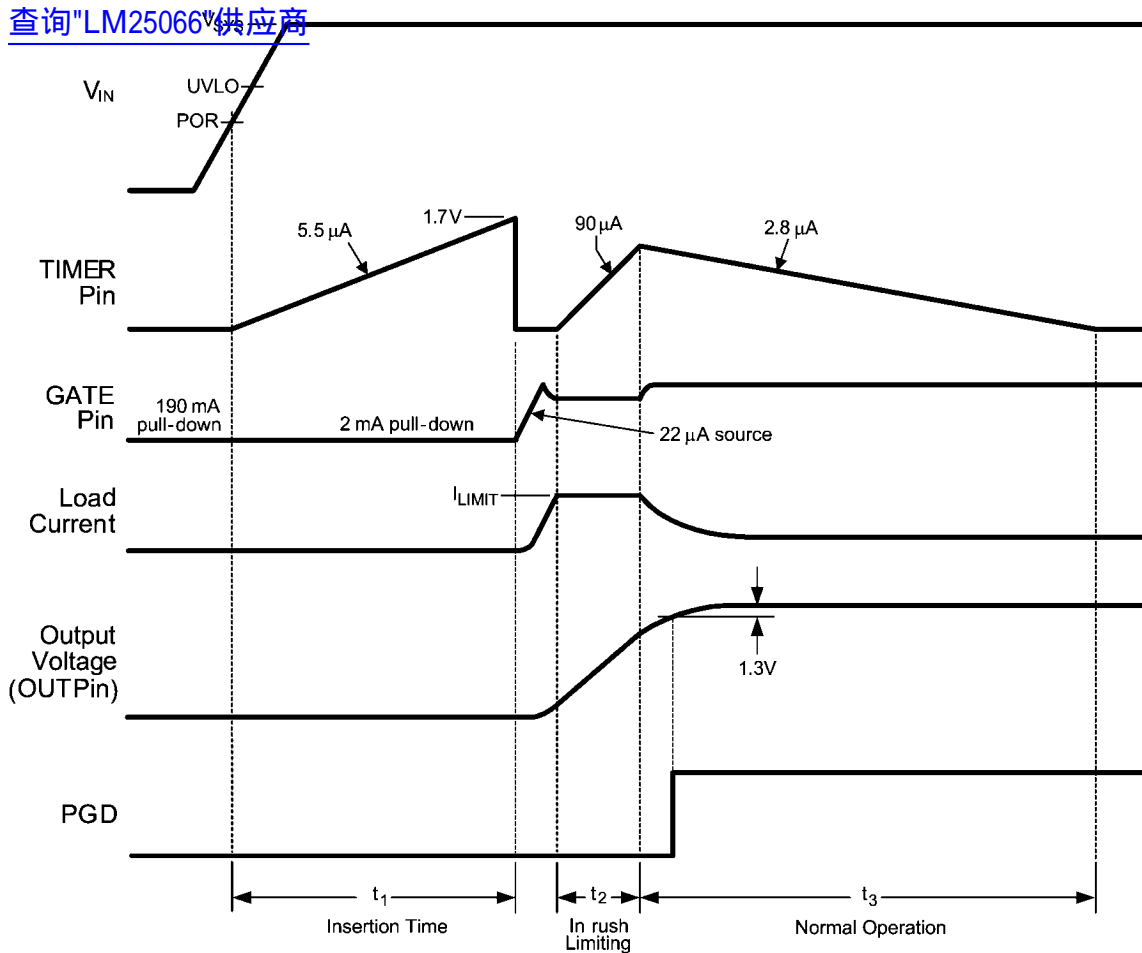 查询"LM25066"供应商
VIN
UVLO
POR
TIMER
Pin
5.5 μA
1.7V
90 μA
2.8 μA
GATE
Pin
190 mA
pull-down
2 mA pull-down
22 μA source
Load
Current
ILIMIT
Output
Voltage
(OUTPin)
1.3V
PGD
t1
t2
t3
Insertion Time
In rush
Limiting
Normal Operation